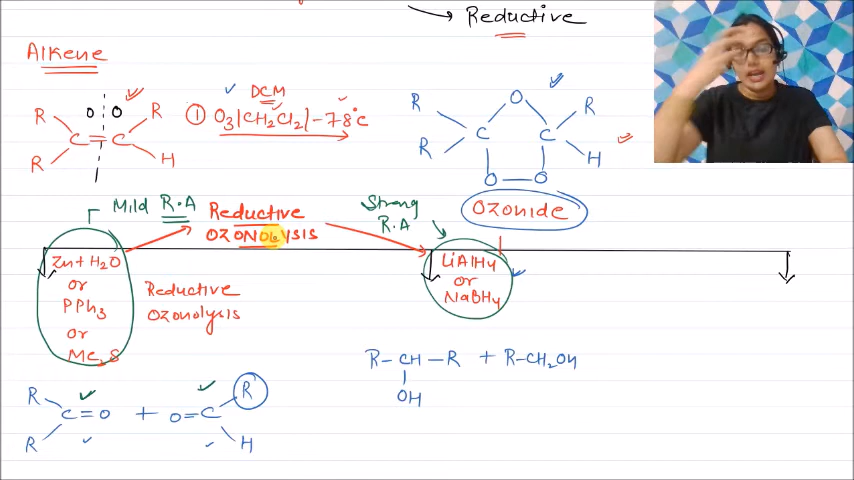 Reductive
Alkene
R O O R
C = C
R H
① O3/CH2Cl2/-78°C
DCM
R O R
C C
R O — O H
Ozonide
Mild R.A
Reductive
OZONOLYSIS
Strong
R.A
Zn + H2O
or
PPh3
or
Me2S
Reductive
Ozonolysis
LiAlH4
or
NaBH4
R - CH - R + R - CH2OH
OH
R C = O + O = C R
R H